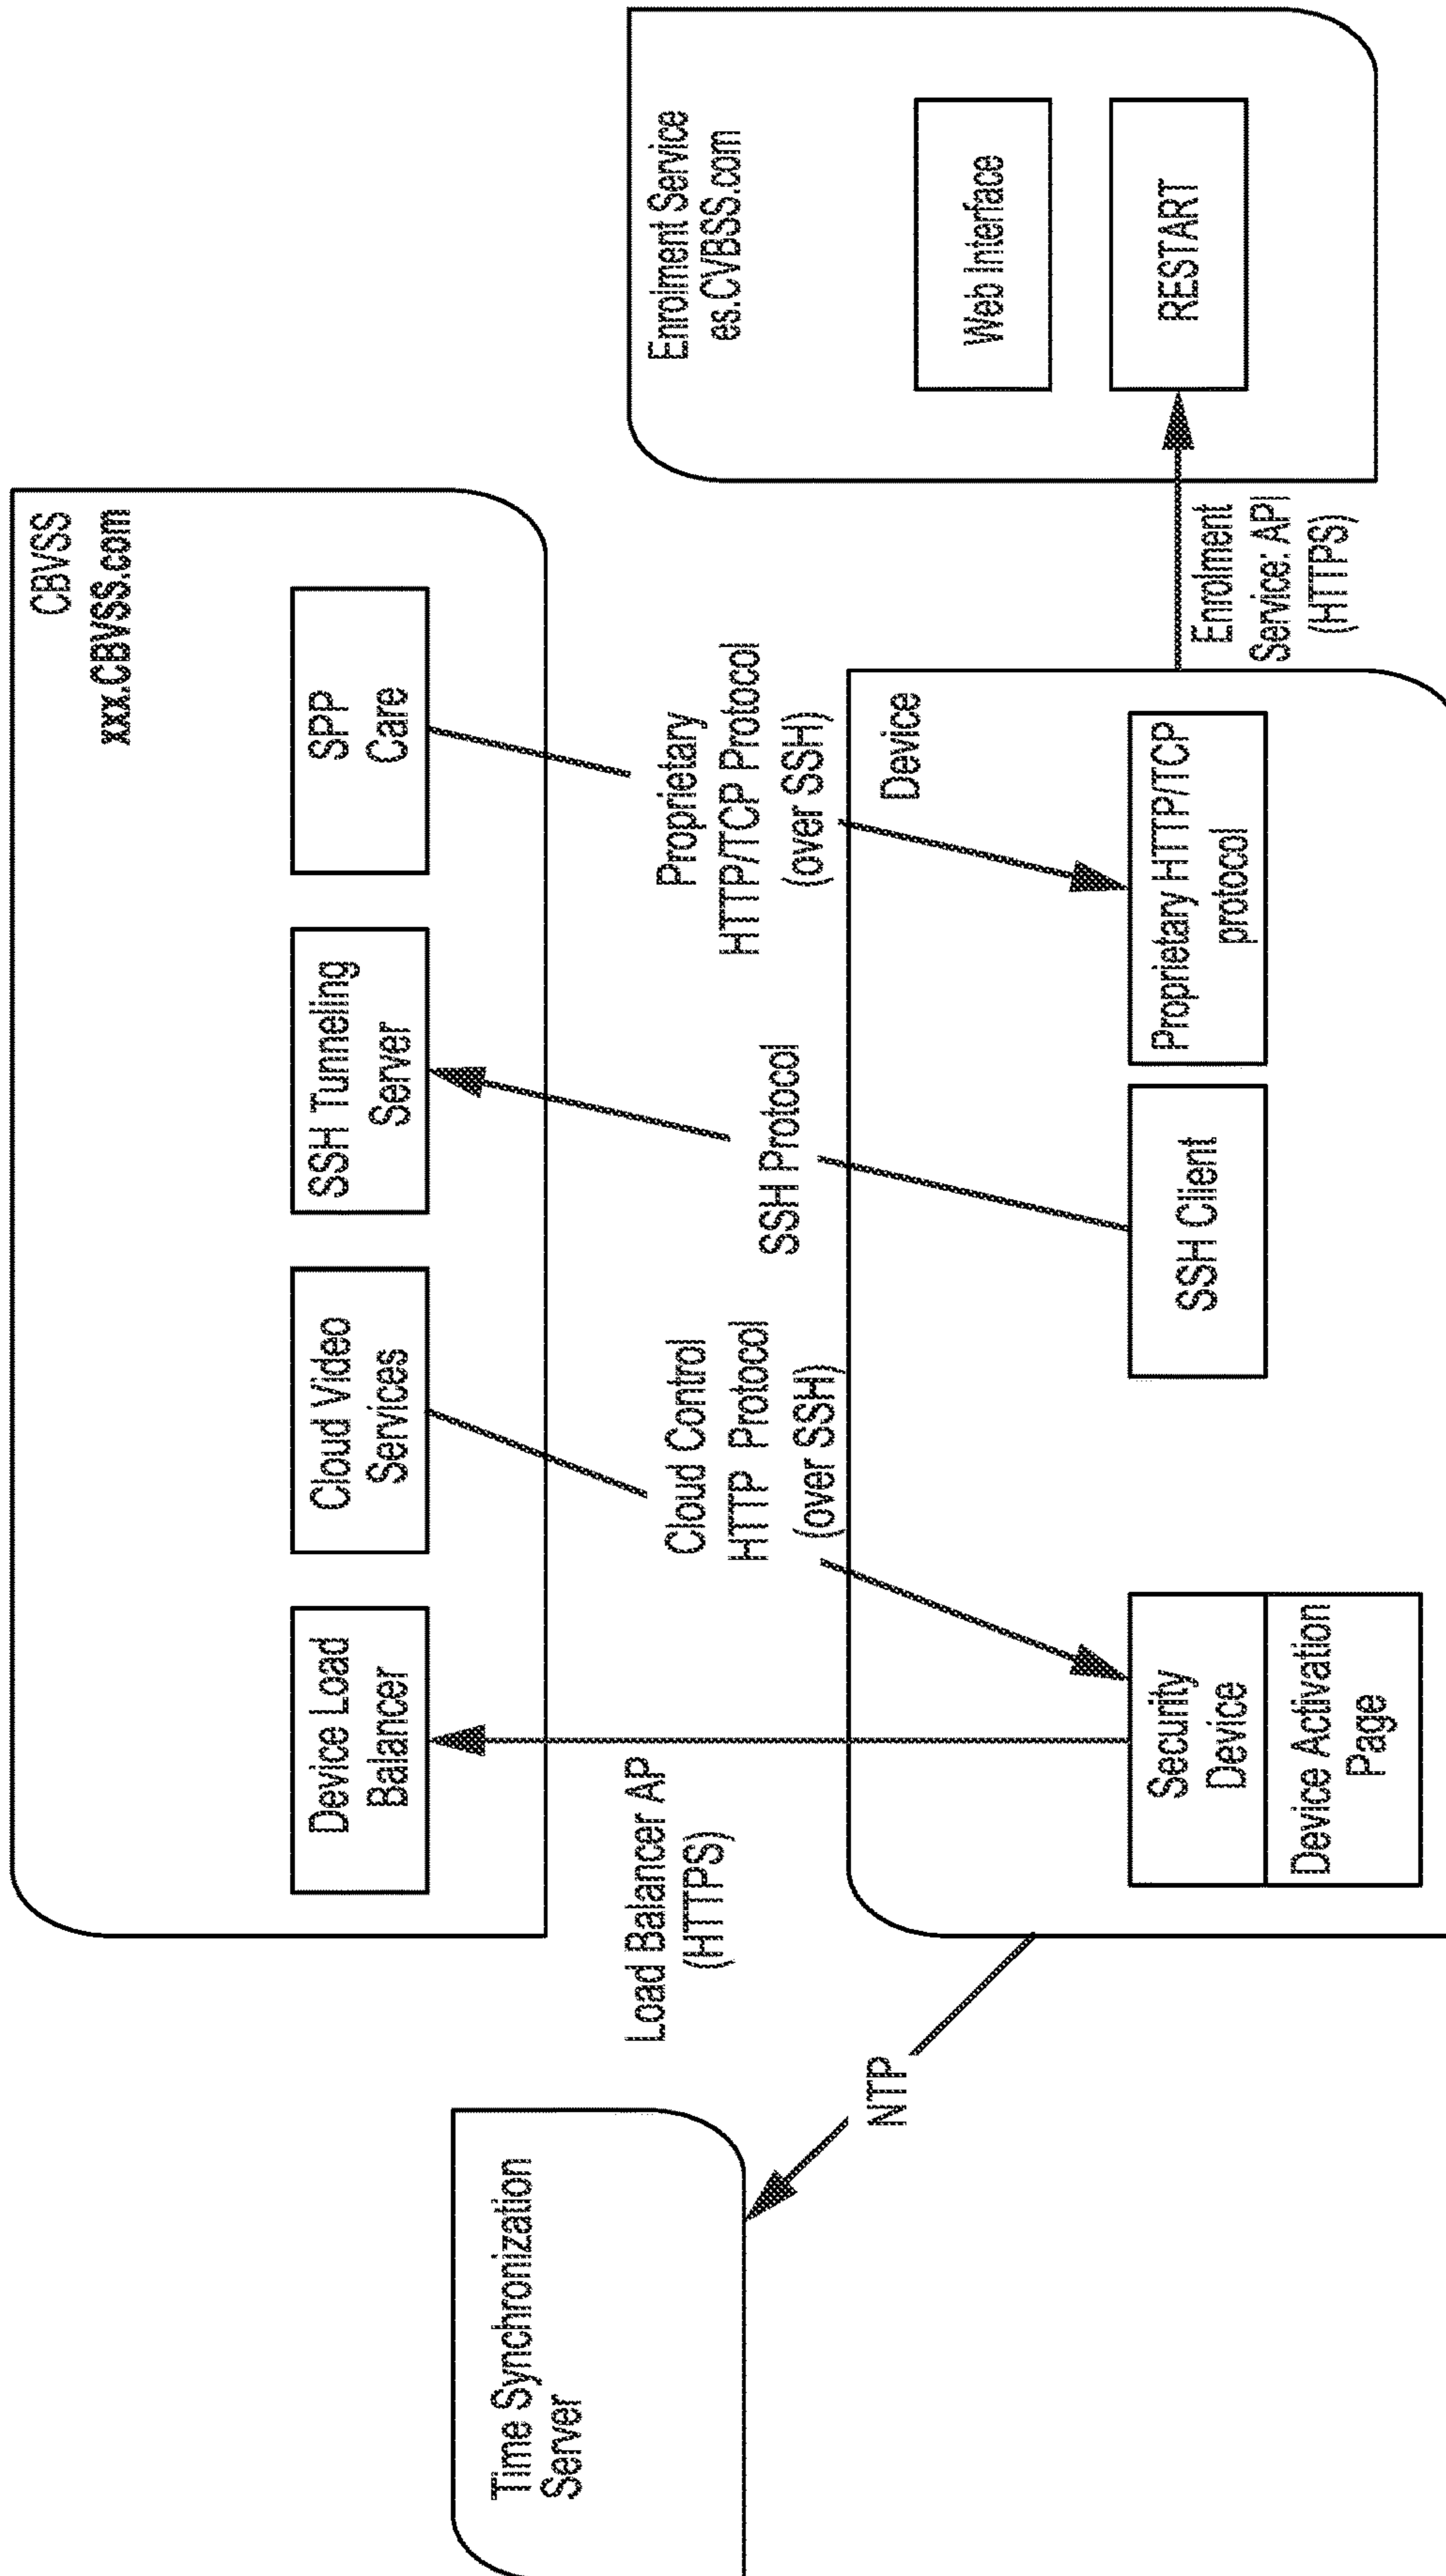 CBVSS
xxx.CBVSS.com
Device Load
Balancer
Cloud Video
Services
SSH Tunneling
Server
SPP
Care
Time Synchronization
Server
Load Balancer AP
(HTTPS)
Cloud Control
HTTP Protocol
(over SSH)
SSH Protocol
Proprietary
HTTP/TCP Protocol
(over SSH)
Enrolment Service
es.CVBSS.com
Web Interface
RESTART
NTP
Device
Security
Device
Device Activation
Page
SSH Client
Proprietary HTTP/TCP
protocol
Enrolment
Service: API
(HTTPS)